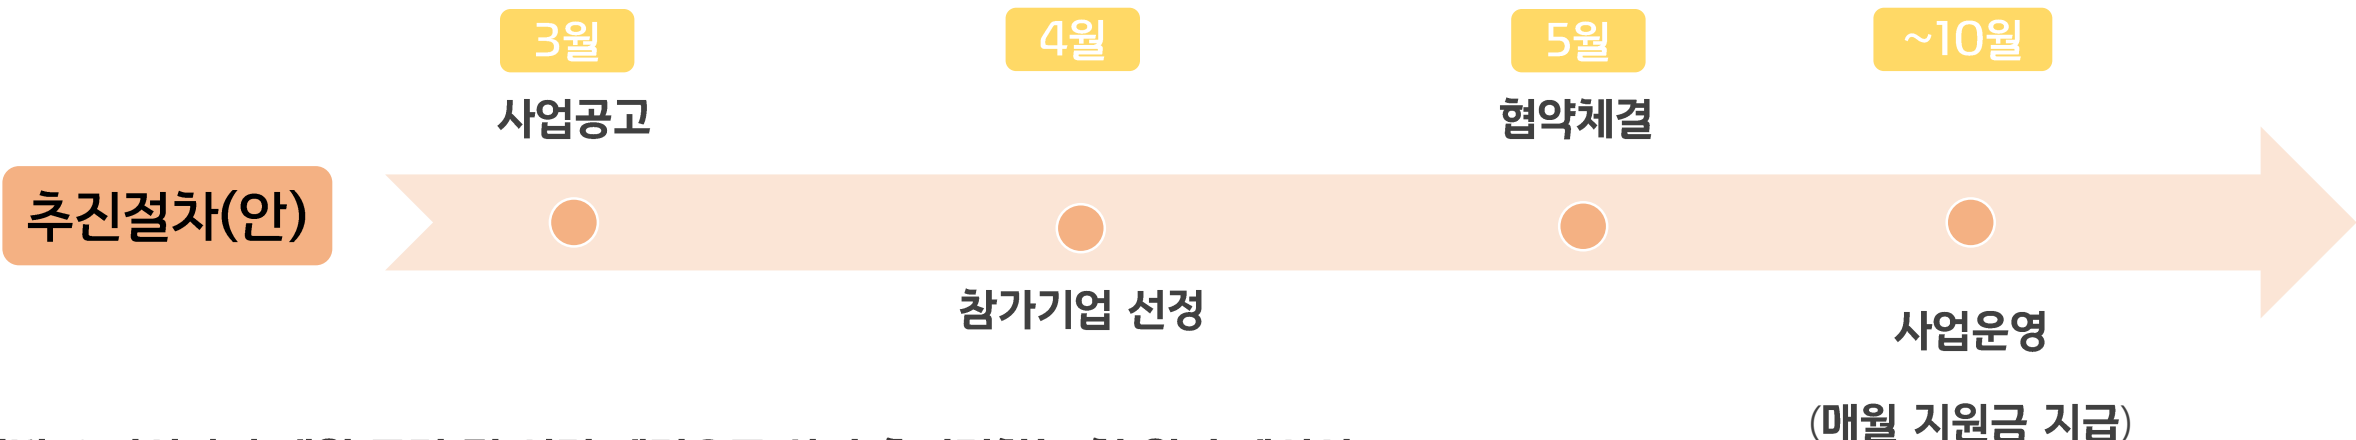 3월
4월
5월
~10월
사업공고
협약체결
추진절차(안)
참가기업 선정
사업운영
(매월 지원금 지급)